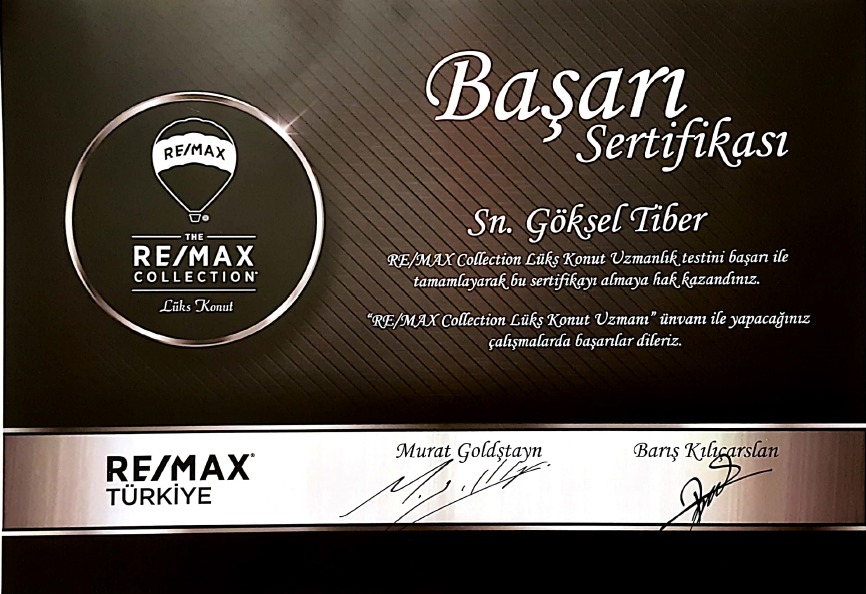 Başarı
Sertifikası
RE/MAX
THE
RE/MAX
COLLECTION
Lüks Konut
Sn. Göksel Tiber
RE/MAX Collection Lüks Konut Uzmanlık testini başarı ile
tamamlayarak bu sertifikayı almaya hak kazandınız.
“RE/MAX Collection Lüks Konut Uzmanı” ünvanı ile yapacağınız
çalışmalarda başarılar dileriz.
RE/MAX®
TÜRKİYE
Murat Goldştayn
Barış Kılıçarslan